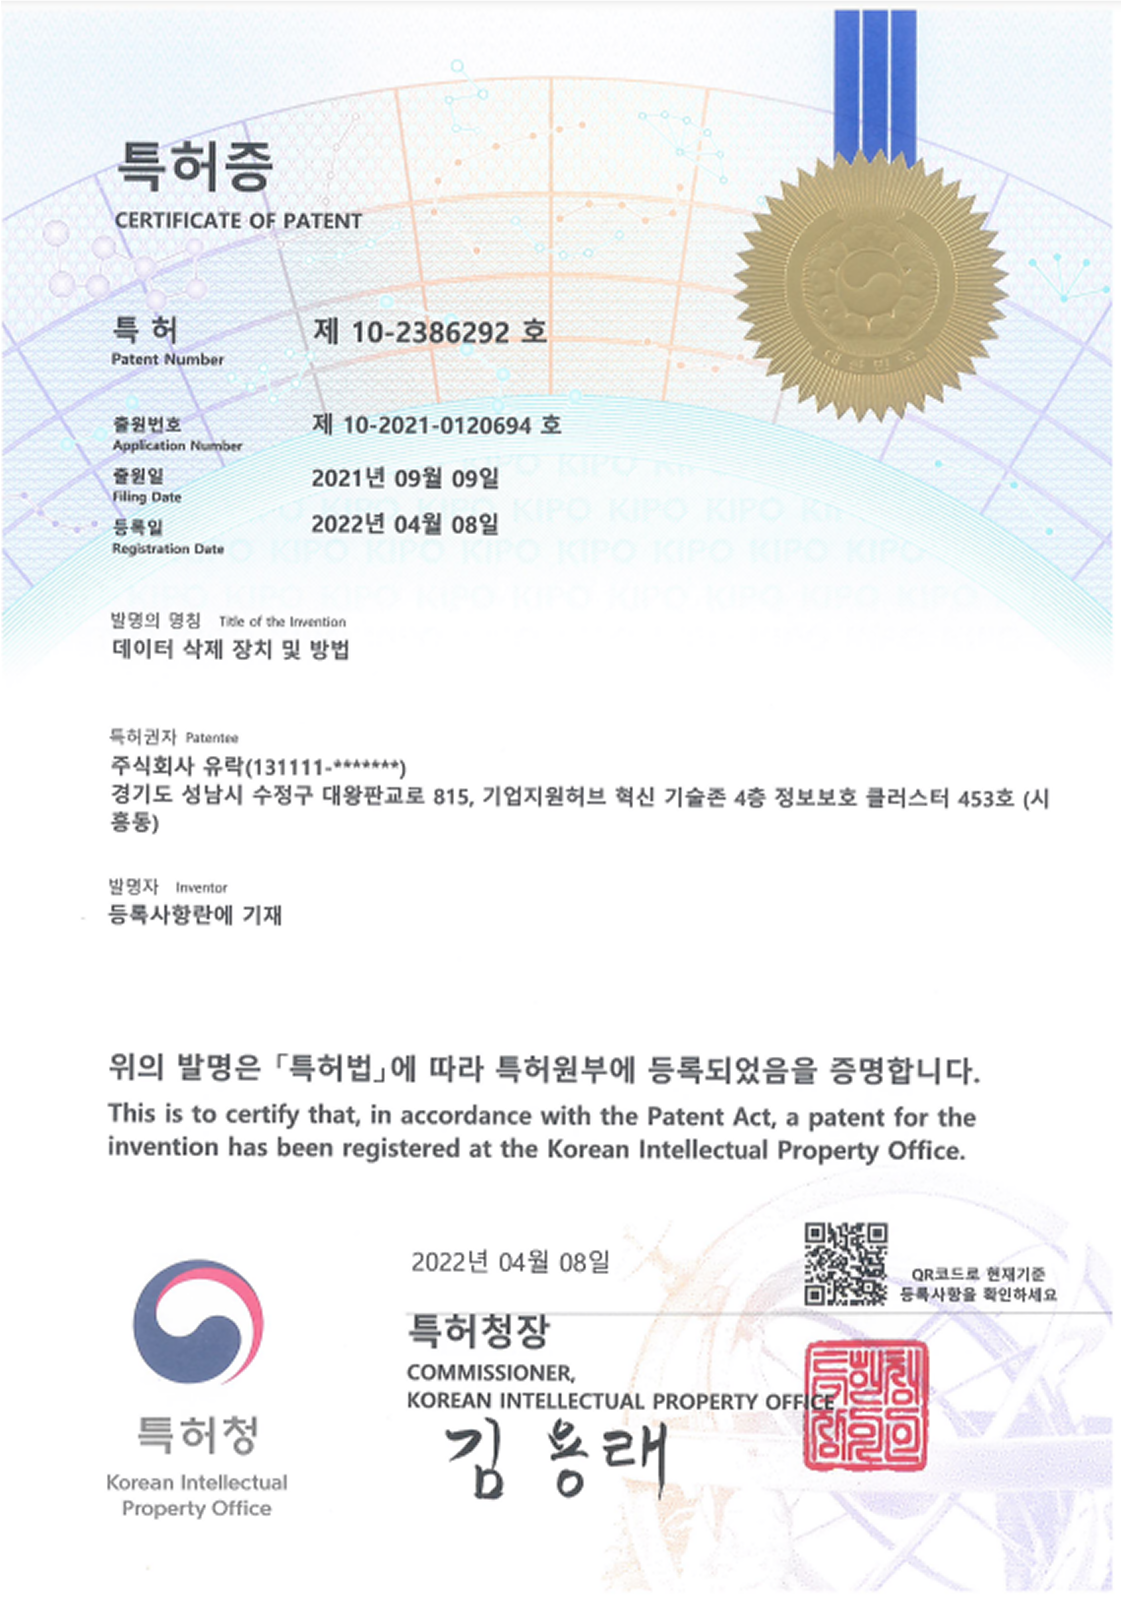 특허증
CERTIFICATE OF PATENT
특 허
Patent Number
제 10-2386292 호
출원번호
Application Number
제 10-2021-0120694 호
출원일
Filing Date
2021년 09월 09일
등록일
Registration Date
2022년 04월 08일
발명의 명칭 Title of the Invention
데이터 삭제 장치 및 방법
특허권자 Patentee
주식회사 유락(131111-*******)
경기도 성남시 수정구 대왕판교로 815, 기업지원허브 혁신 기술존 4층 정보보호 클러스터 453호 (시
흥동)
발명자 Inventor
등록사항란에 기재
위의 발명은 「특허법」에 따라 특허원부에 등록되었음을 증명합니다.
This is to certify that, in accordance with the Patent Act, a patent for the
invention has been registered at the Korean Intellectual Property Office.
2022년 04월 08일
QR코드로 현재기준
등록사항을 확인하세요
특허청장
COMMISSIONER,
KOREAN INTELLECTUAL PROPERTY OFFICE
김용래
특허청장의인
특허청
Korean Intellectual
Property Office